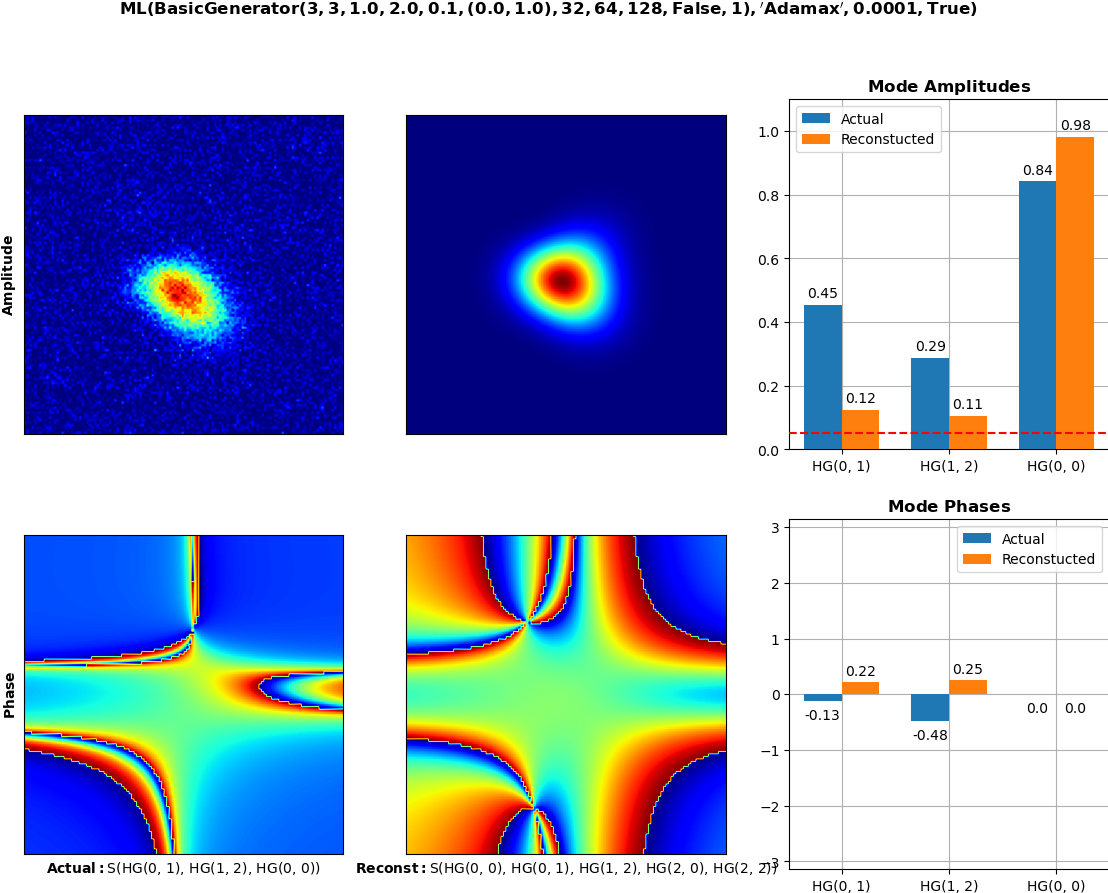 ML(BasicGenerator(3, 3, 1.0, 2.0, 0.1, (0.0, 1.0), 32, 64, 128, False, 1), 'Adamax', 0.0001, True)
Amplitude
Mode Amplitudes
Actual
Reconstucted
1.0
0.8
0.6
0.4
0.2
0.0
0.45
0.12
0.29
0.11
0.84
0.98
HG(0, 1)
HG(1, 2)
HG(0, 0)
Phase
Actual: S(HG(0, 1), HG(1, 2), HG(0, 0))
Reconst: S(HG(0, 0), HG(0, 1), HG(1, 2), HG(2, 0), HG(2, 2))
Mode Phases
Actual
Reconstucted
3
2
1
0
−1
−2
−3
-0.13
0.22
-0.48
0.25
0.0
0.0
HG(0, 1)
HG(1, 2)
HG(0, 0)